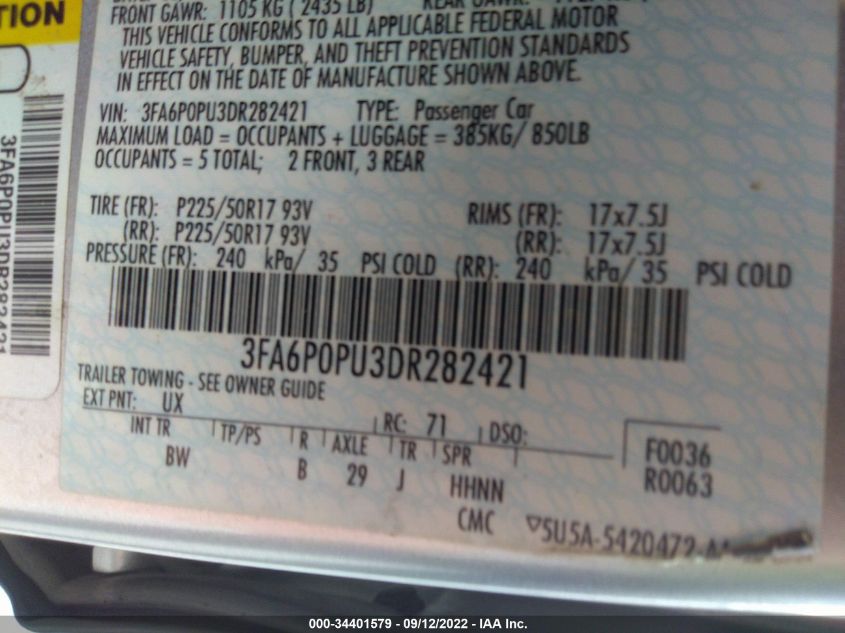 TION
FRONT GAWR: 1105 KG ( 2435 LB)
THIS VEHICLE CONFORMS TO ALL APPLICABLE FEDERAL MOTOR
VEHICLE SAFETY, BUMPER, AND THEFT PREVENTION STANDARDS
IN EFFECT ON THE DATE OF MANUFACTURE SHOWN ABOVE.
VIN: 3FA6P0PU3DR282421 TYPE: Passenger Car
MAXIMUM LOAD = OCCUPANTS + LUGGAGE = 385KG/ 850LB
OCCUPANTS = 5 TOTAL; 2 FRONT, 3 REAR
TIRE (FR): P225/50R17 93V RIMS (FR): 17x7.5J
(RR): P225/50R17 93V (RR): 17x7.5J
PRESSURE (FR): 240 kPa/ 35 PSI COLD (RR): 240 kPa/ 35 PSI COLD
3FA6P0PU3DR282421
TRAILER TOWING - SEE OWNER GUIDE
EXT PNT: UX RC: 71 DSO:
INT TR TP/PS R AXLE TR SPR
BW B 29 J HHNN
CMC
F0036
R0063
5U5A-5420472-
3FA6P0PU3DR282421
000-34401579 - 09/12/2022 - IAA Inc.